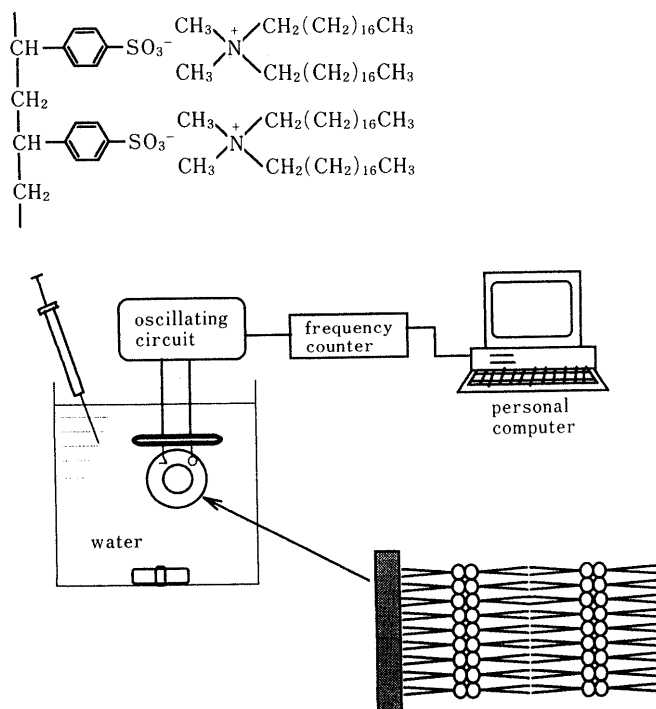 CH₃ CH₂(CH₂)₁₆CH₃
CH SO₃⁻ N⁺
CH₃ CH₂(CH₂)₁₆CH₃
CH₂
CH₃ CH₂(CH₂)₁₆CH₃
CH SO₃⁻ N⁺
CH₃ CH₂(CH₂)₁₆CH₃
CH₂
oscillating
circuit
frequency
counter
personal
computer
water